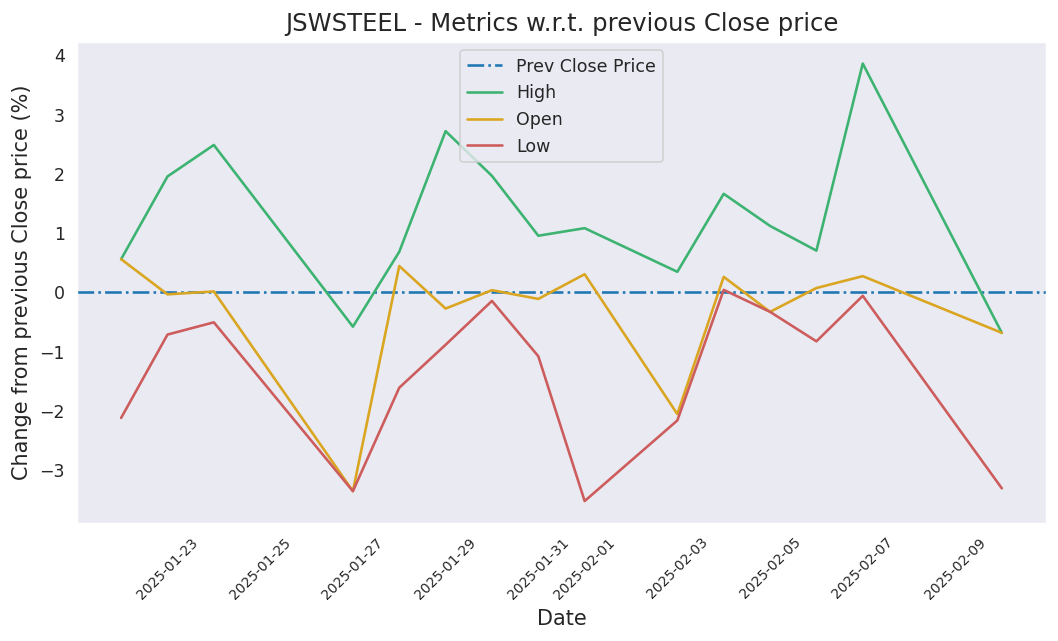 JSWSTEEL - Metrics w.r.t. previous Close price
Change from previous Close price (%)
4
3
2
1
0
−1
−2
−3
Prev Close Price
High
Open
Low
2025-01-23
2025-01-25
2025-01-27
2025-01-29
2025-01-31
2025-02-01
2025-02-03
2025-02-05
2025-02-07
2025-02-09
Date